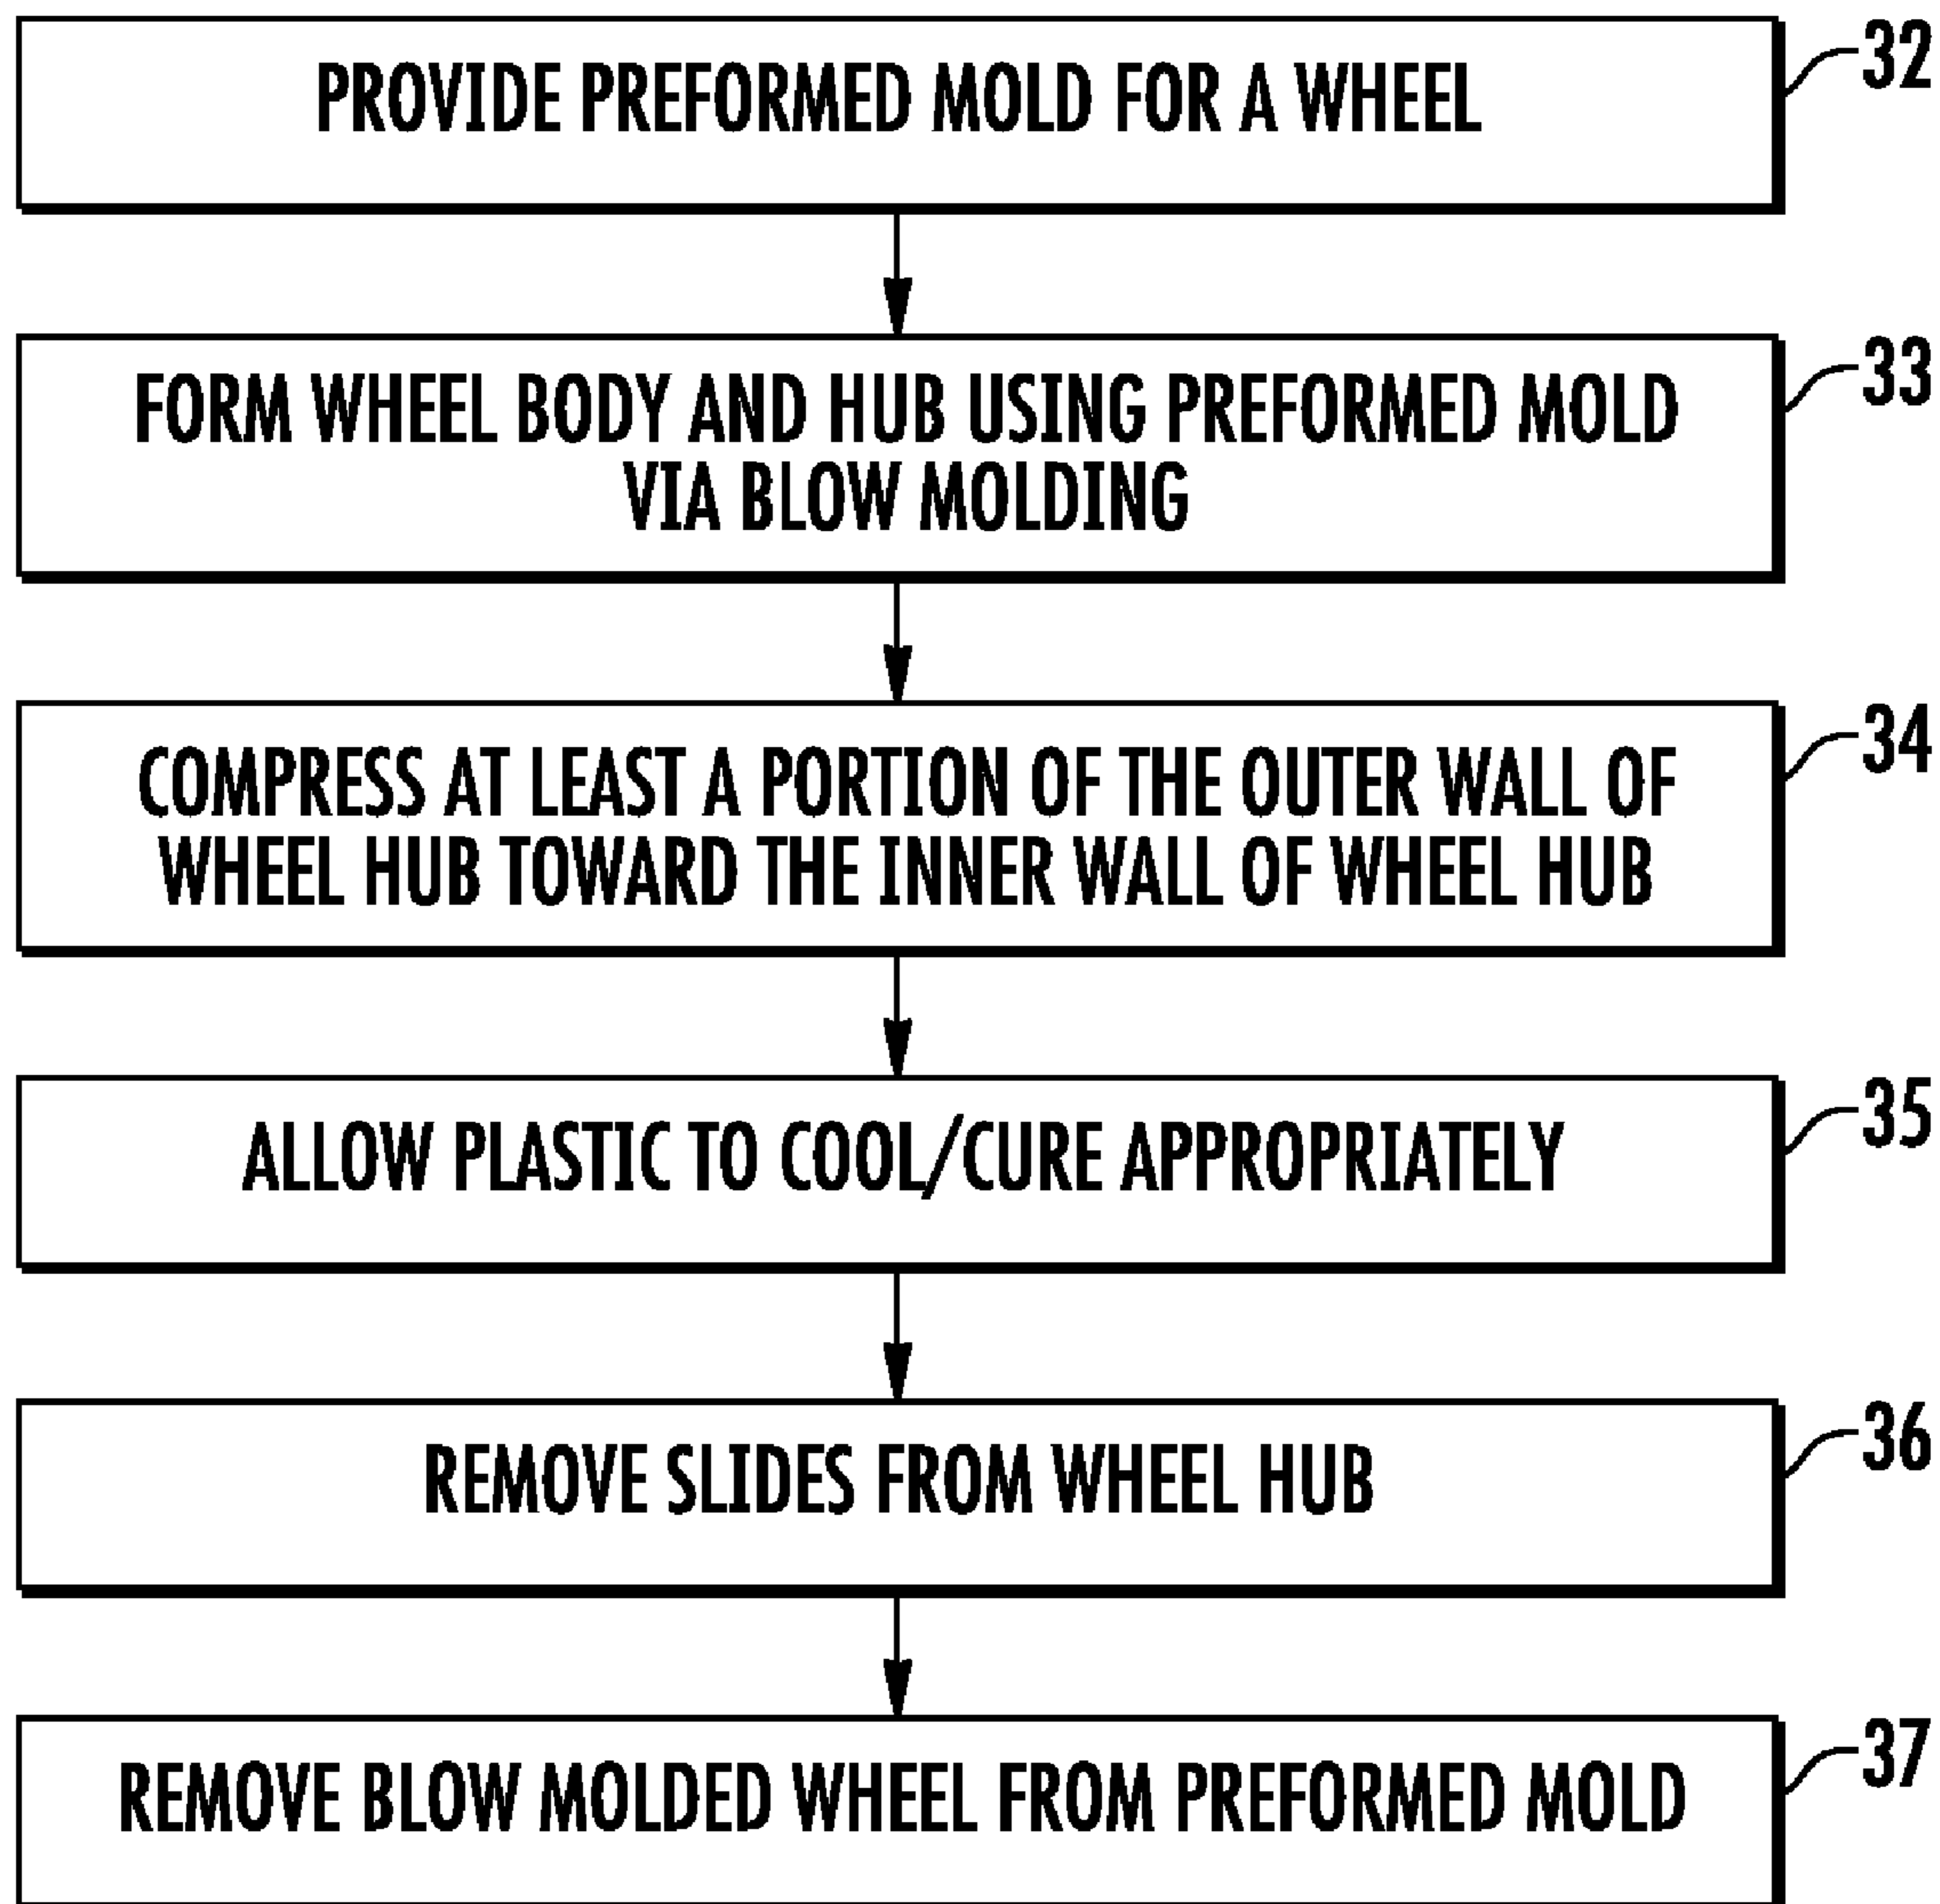 PROVIDE PREFORMED MOLD FOR A WHEEL
32
FORM WHEEL BODY AND HUB USING PREFORMED MOLD
VIA BLOW MOLDING
33
COMPRESS AT LEAST A PORTION OF THE OUTER WALL OF
WHEEL HUB TOWARD THE INNER WALL OF WHEEL HUB
34
ALLOW PLASTIC TO COOL/CURE APPROPRIATELY
35
REMOVE SLIDES FROM WHEEL HUB
36
REMOVE BLOW MOLDED WHEEL FROM PREFORMED MOLD
37